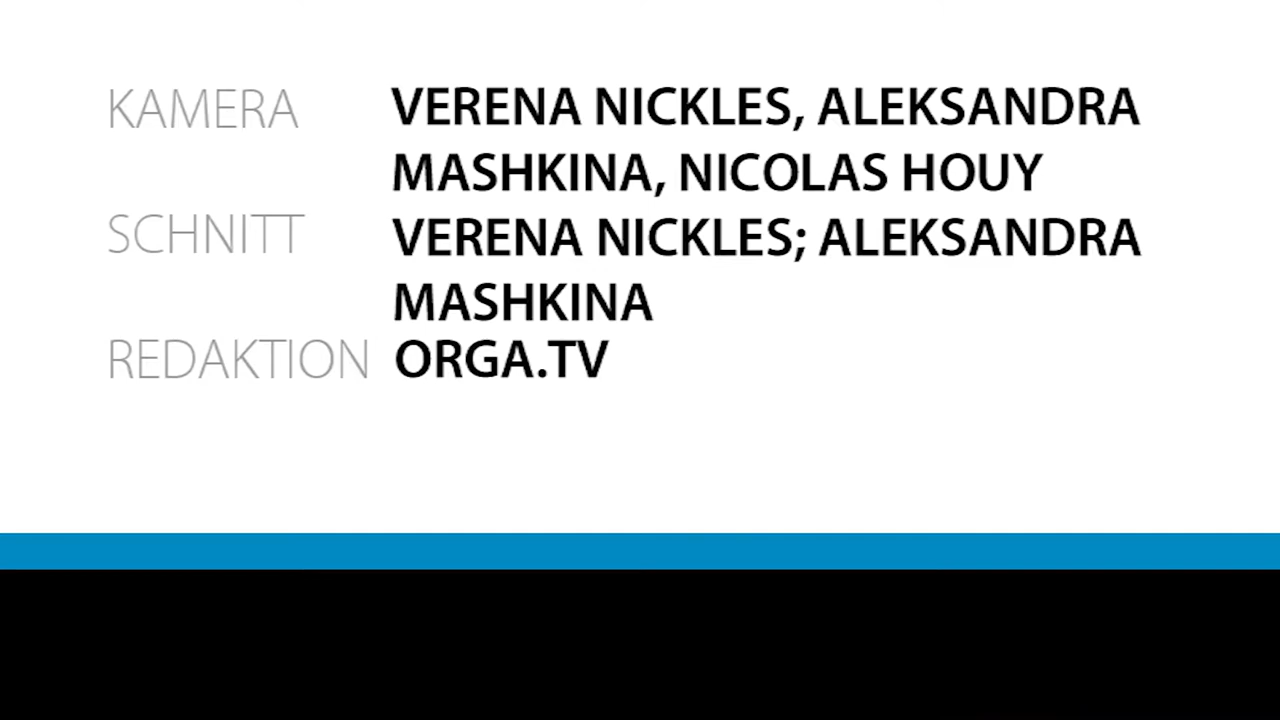 KAMERA VERENA NICKLES, ALEKSANDRA
MASHKINA, NICOLAS HOUY
SCHNITT VERENA NICKLES; ALEKSANDRA
MASHKINA
REDAKTION ORGA.TV